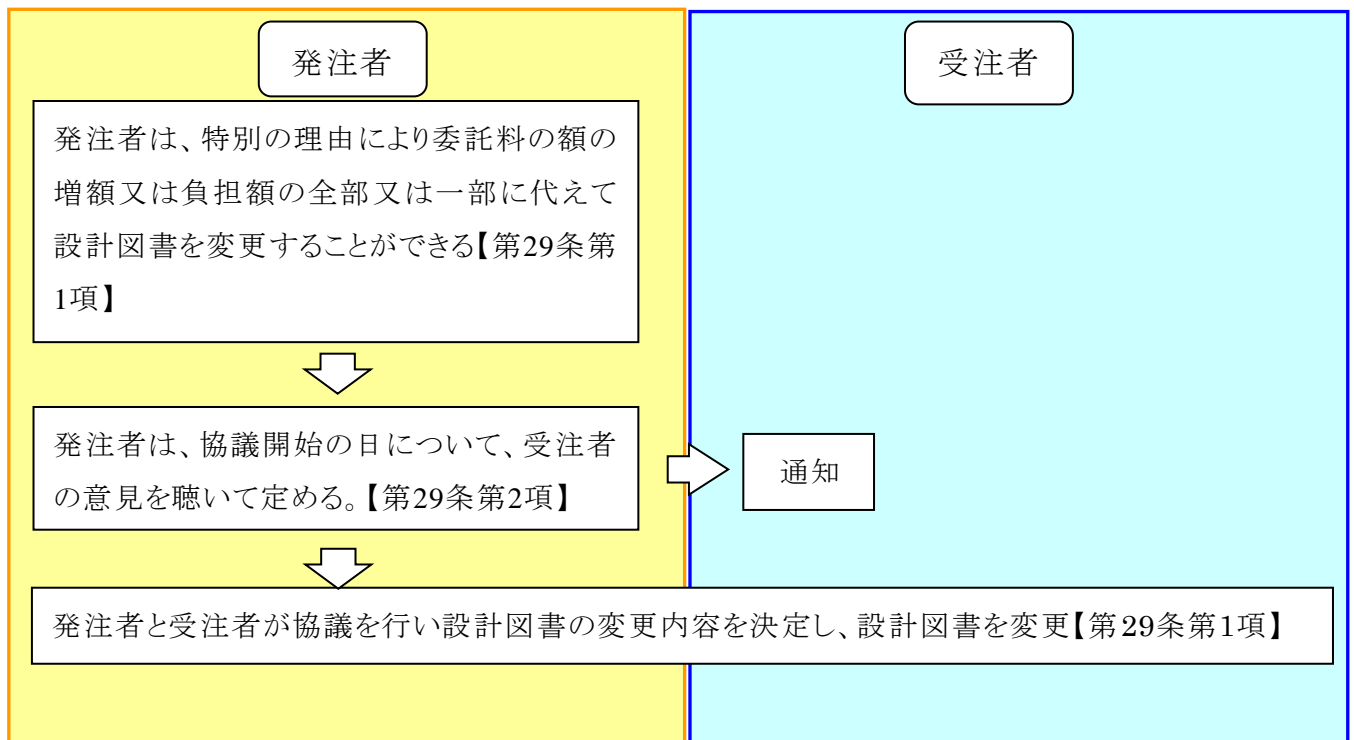 発注者
受注者
発注者は、特別の理由により委託料の額の
増額又は負担額の全部又は一部に代えて
設計図書を変更することができる【第29条第
1項】
発注者は、協議開始の日について、受注者
の意見を聴いて定める。【第29条第2項】
通知
発注者と受注者が協議を行い設計図書の変更内容を決定し、設計図書を変更【第29条第1項】